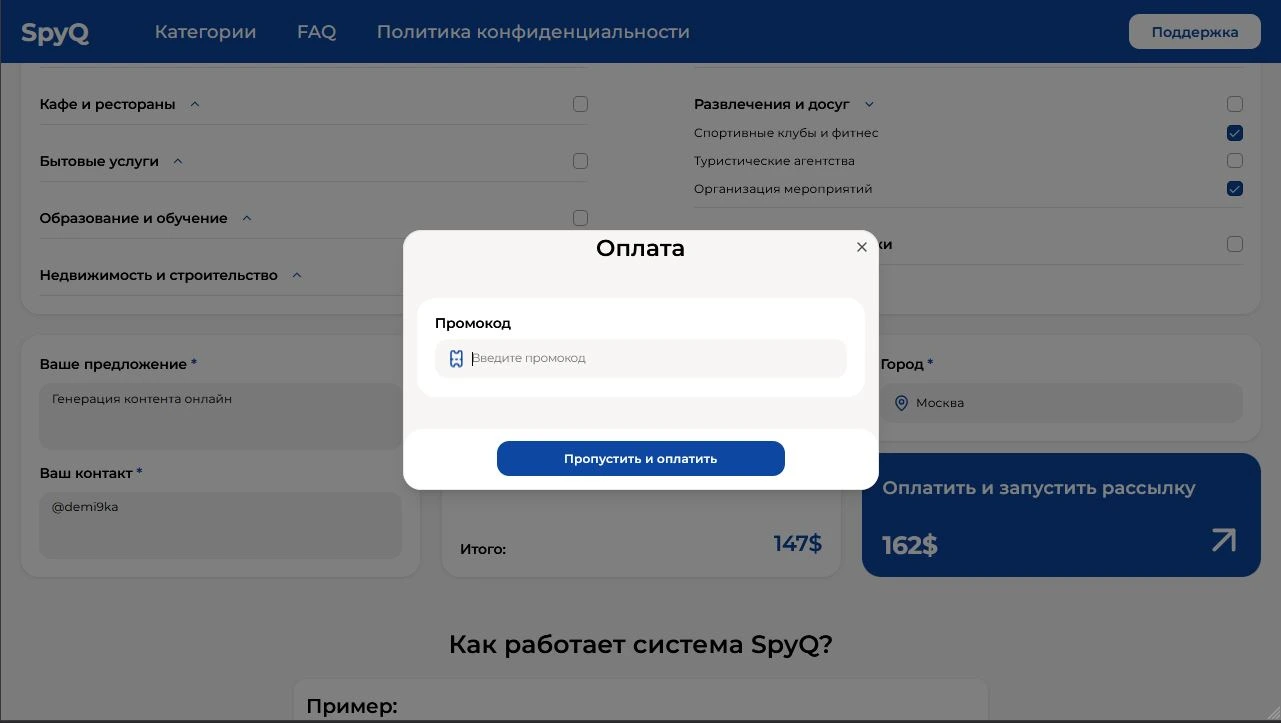 SpyQ
Категории
FAQ
Политика конфиденциальности
Поддержка
Кафе и рестораны
Бытовые услуги
Образование и обучение
Недвижимость и строительство
Развлечения и досуг
Спортивные клубы и фитнес
Туристические агентства
Организация мероприятий
Оплата
Промокод
Введите промокод
Пропустить и оплатить
Ваше предложение *
Генерация контента онлайн
Ваш контакт *
@demi9ka
Итого:
147$
Город *
Москва
Оплатить и запустить рассылку
162$
Как работает система SpyQ?
Пример: